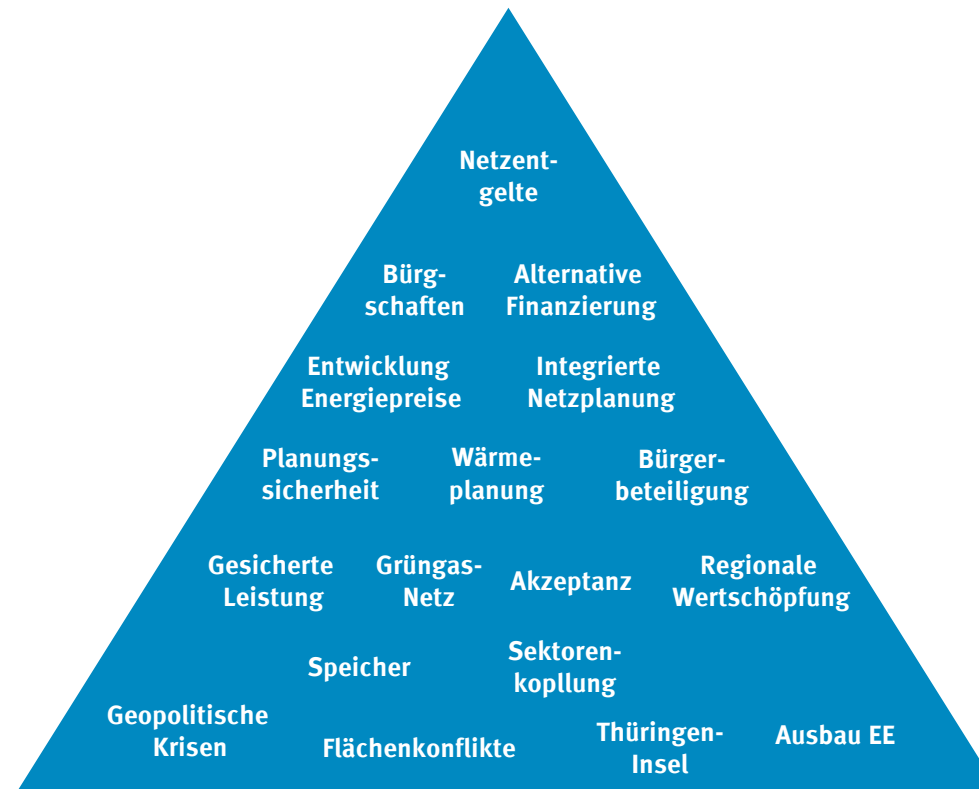 Netzent-
gelte
Bürg-
schaften
Alternative
Finanzierung
Entwicklung
Energiepreise
Integrierte
Netzplanung
Planungs-
sicherheit
Wärme-
planung
Bürger-
beteiligung
Gesicherte
Leistung
Grüngas-
Netz
Akzeptanz
Regionale
Wertschöpfung
Speicher
Sektoren-
kopllung
Geopolitische
Krisen
Flächenkonflikte
Thüringen-
Insel
Ausbau EE